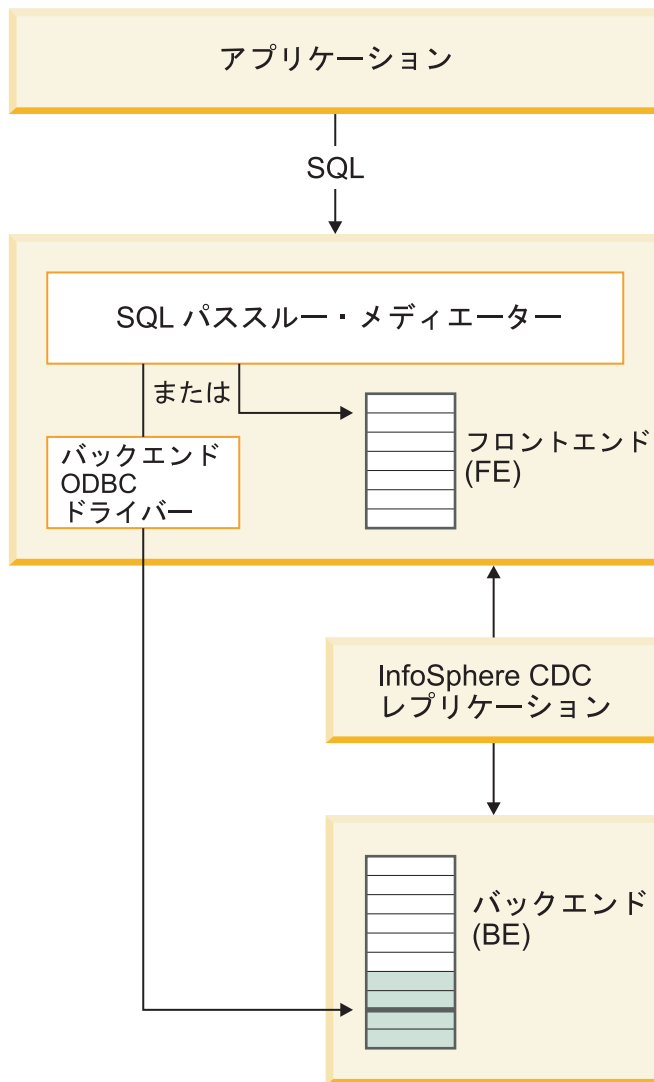 アプリケーション
SQL
SQL パススルー・メディエーター
または
バックエンド
ODBC
ドライバー
フロントエンド
(FE)
InfoSphere CDC
レプリケーション
バックエンド
(BE)